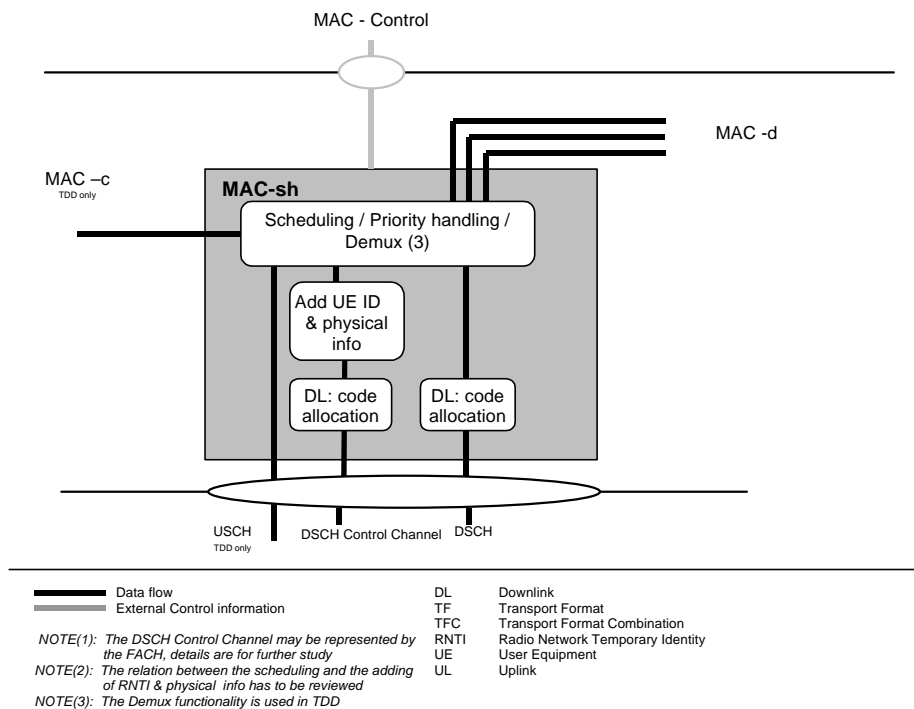 MAC - Control
MAC -d
MAC –c
TDD only
MAC-sh
Scheduling / Priority handling /
Demux (3)
Add UE ID
& physical
info
DL: code
allocation
DL: code
allocation
USCH
TDD only
DSCH Control Channel
DSCH
Data flow
External Control information
NOTE(1): The DSCH Control Channel may be represented by
the FACH, details are for further study
NOTE(2): The relation between the scheduling and the adding
of RNTI & physical info has to be reviewed
NOTE(3): The Demux functionality is used in TDD
DL Downlink
TF Transport Format
TFC Transport Format Combination
RNTI Radio Network Temporary Identity
UE User Equipment
UL Uplink